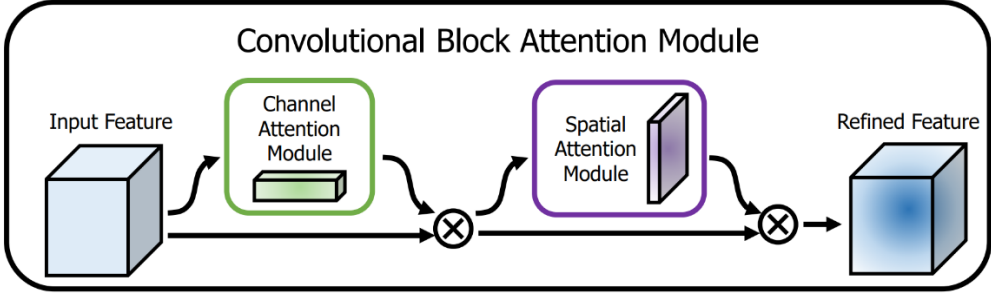 Convolutional Block Attention Module
Input Feature
Channel
Attention
Module
Spatial
Attention
Module
Refined Feature